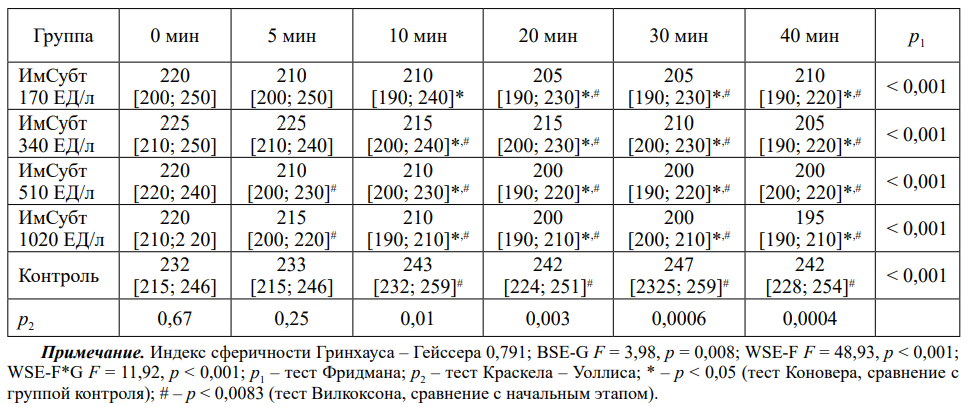 Группа 0 мин 5 мин 10 мин 20 мин 30 мин 40 мин p1
ИмСубт 170 ЕД/л 220 [200; 250] 210 [200; 250] 210 [190; 240]* 205 [190; 230]*,# 205 [190; 230]*,# 210 [190; 220]*,# < 0,001
ИмСубт 340 ЕД/л 225 [210; 250] 225 [210; 240] 215 [200; 240]*,# 215 [200; 230]*,# 210 [200; 230]*,# 205 [190; 220]*,# < 0,001
ИмСубт 510 ЕД/л 220 [220; 240] 210 [200; 230]# 210 [200; 230]*,# 200 [190; 220]*,# 200 [190; 220]*,# 200 [200; 220]*,# < 0,001
ИмСубт 1020 ЕД/л 220 [210;2 20] 215 [200; 220]# 210 [190; 210]*,# 200 [190; 210]*,# 200 [200; 210]*,# 195 [190; 210]*,# < 0,001
Контроль 232 [215; 246] 233 [215; 246] 243 [232; 259]# 242 [224; 251]# 247 [2325; 259]# 242 [228; 254]# < 0,001
p2 0,67 0,25 0,01 0,003 0,0006 0,0004
Примечание. Индекс сферичности Гринхауса – Гейссера 0,791; BSE-G F = 3,98, p = 0,008; WSE-F F = 48,93, p < 0,001;
WSE-F*G F = 11,92, p < 0,001; p1 – тест Фридмана; p2 – тест Краскела – Уоллиса; * – p < 0,05 (тест Коновера, сравнение с
группой контроля); # – p < 0,0083 (тест Вилкоксона, сравнение с начальным этапом).